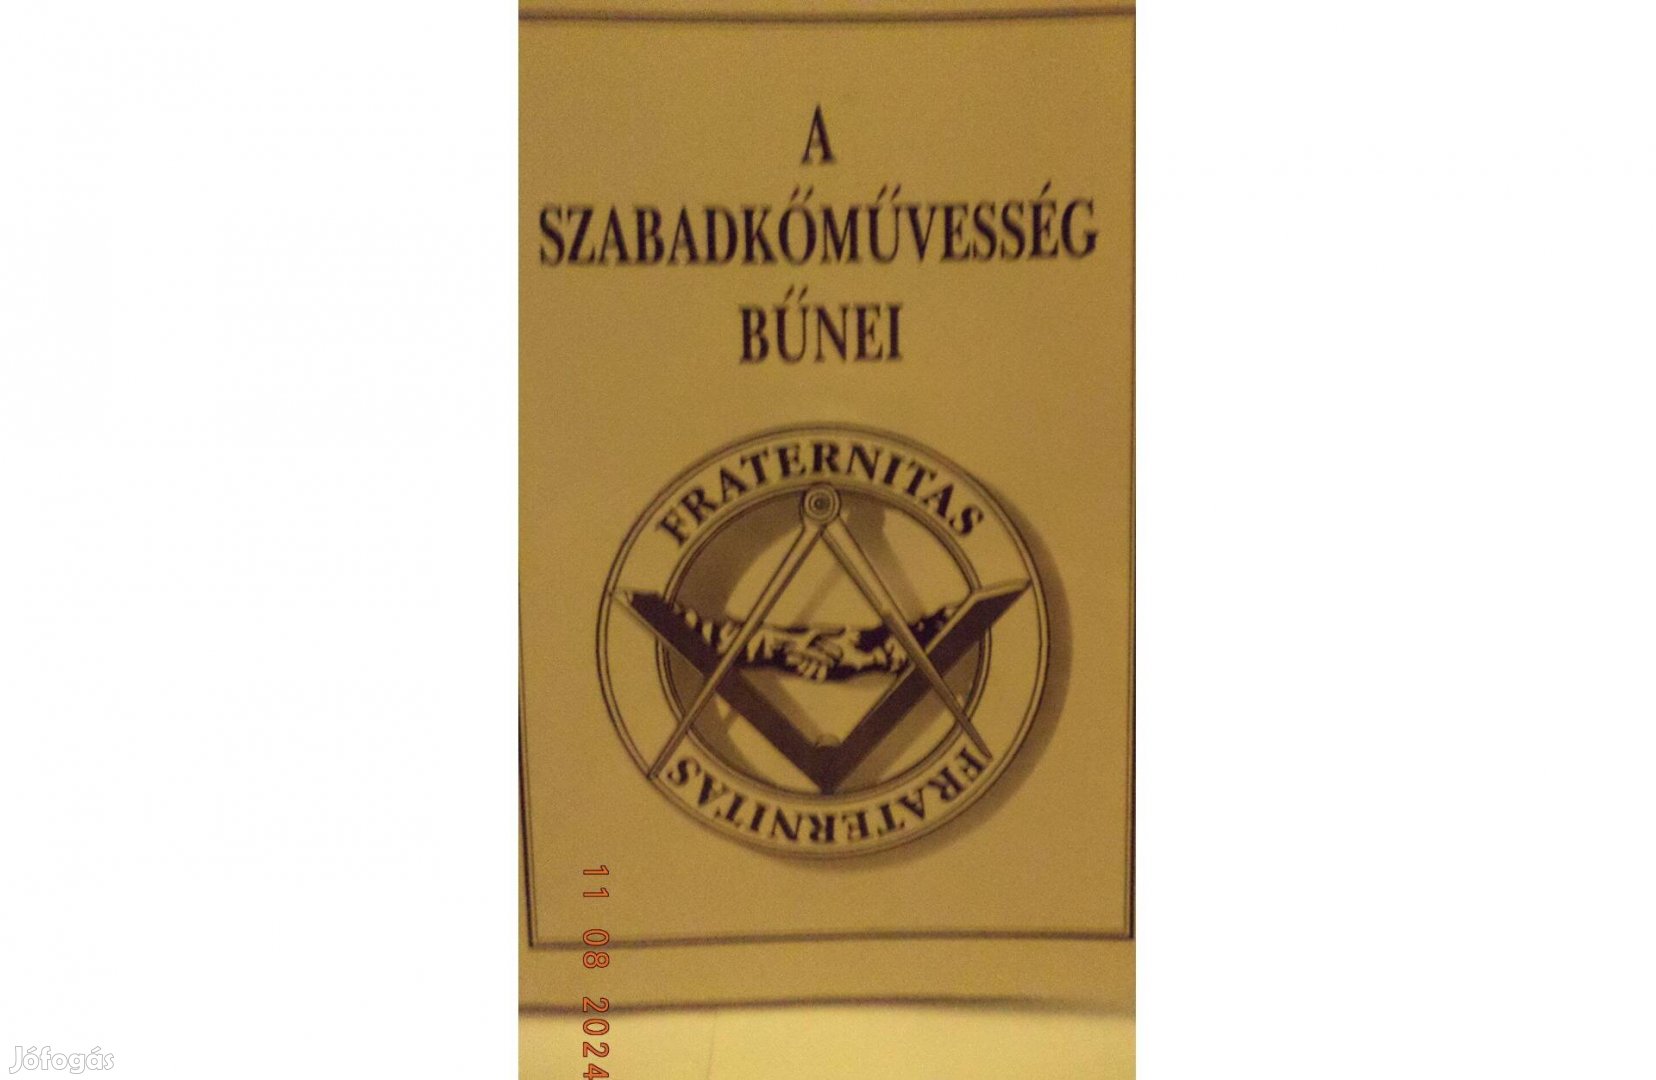 A
SZABADKŐMŰVESSÉG
BŰNEI
FRATERNITAS
FRATERNITAS
11 08 2024
Jófogás